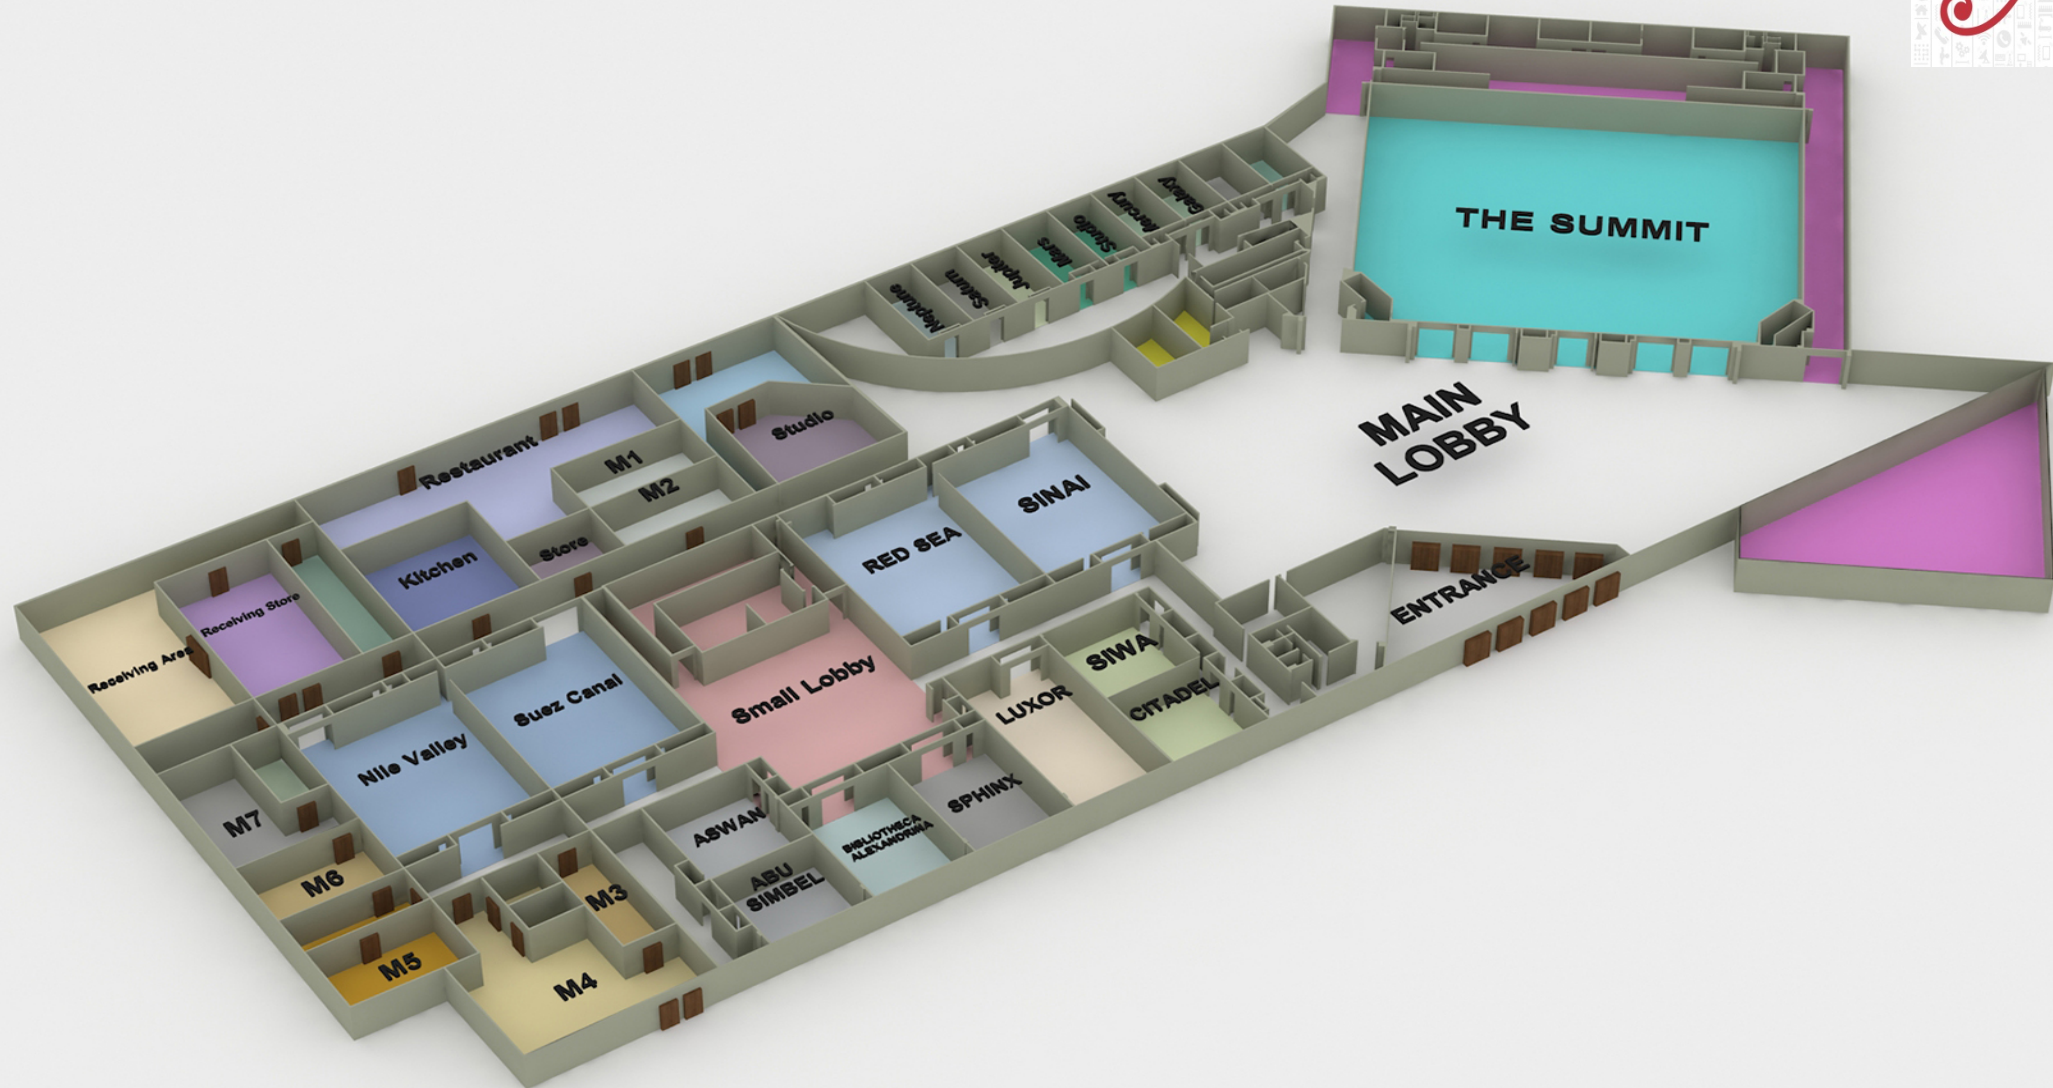 THE SUMMIT
Galaxy
Mercury
Studio
Mars
Jupiter
Saturn
Neptune
MAIN
LOBBY
Studio
Restaurant
M1
M2
Store
Kitchen
Receiving Store
Receiving Area
SINAI
RED SEA
ENTRANCE
Small Lobby
Suez Canal
Nile Valley
SIWA
CITADEL
LUXOR
SPHINX
BIBLIOTHECA
ALEXANDRINA
ASWAN
ABU
SIMBEL
M7
M6
M3
M5
M4